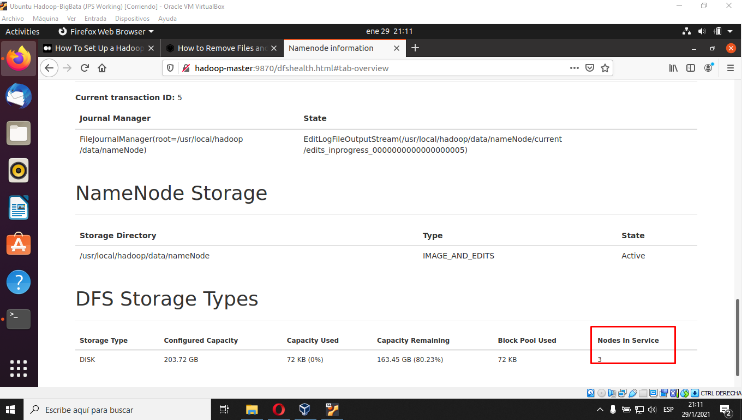 Ubuntu Hadoop-BigBata (JPS Working) [Corriendo] - Oracle VM VirtualBox
Archivo Máquina Ver Entrada Dispositivos Ayuda
Activities Firefox Web Browser ene 29 21:11
How To Set Up a Hadoop How to Remove Files an Namenode information
hadoop-master:9870/dfshealth.html#tab-overview
Current transaction ID: 5
Journal Manager State
FileJournalManager(root=/usr/local/hadoop EditLogFileOutputStream(/usr/local/hadoop/data/nameNode/current
/data/nameNode) /edits_inprogress_0000000000000000005)
NameNode Storage
Storage Directory Type State
/usr/local/hadoop/data/nameNode IMAGE_AND_EDITS Active
DFS Storage Types
Storage Type Configured Capacity Capacity Used Capacity Remaining Block Pool Used Nodes In Service
DISK 203.72 GB 72 KB (0%) 163.45 GB (80.23%) 72 KB 3
CTRL DERECHA
Escribe aquí para buscar ESP 21:11
29/1/2021 2